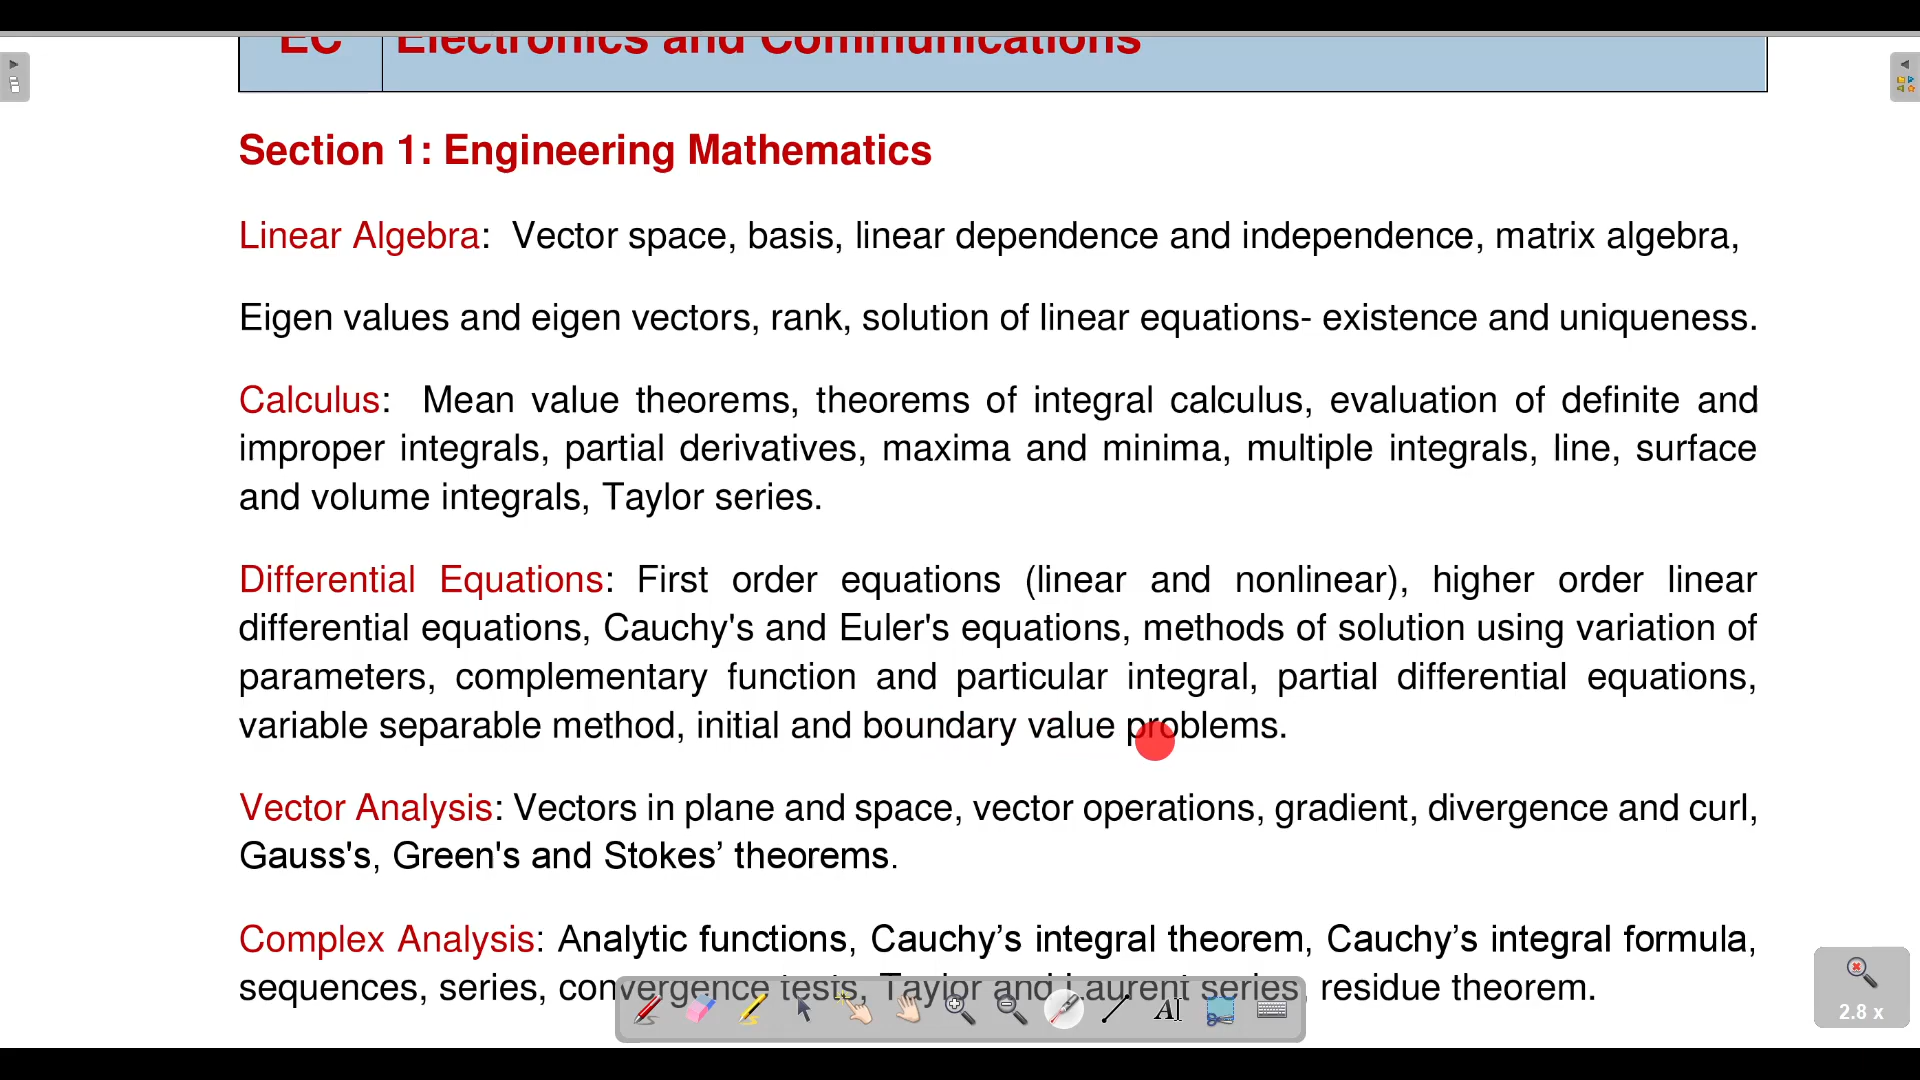 EC Electronics and Communications
Section 1: Engineering Mathematics
Linear Algebra: Vector space, basis, linear dependence and independence, matrix algebra,
Eigen values and eigen vectors, rank, solution of linear equations- existence and uniqueness.
Calculus: Mean value theorems, theorems of integral calculus, evaluation of definite and
improper integrals, partial derivatives, maxima and minima, multiple integrals, line, surface
and volume integrals, Taylor series.
Differential Equations: First order equations (linear and nonlinear), higher order linear
differential equations, Cauchy's and Euler's equations, methods of solution using variation of
parameters, complementary function and particular integral, partial differential equations,
variable separable method, initial and boundary value problems.
Vector Analysis: Vectors in plane and space, vector operations, gradient, divergence and curl,
Gauss's, Green's and Stokes’ theorems.
Complex Analysis: Analytic functions, Cauchy’s integral theorem, Cauchy’s integral formula,
sequences, series, convergence tests, Taylor and Laurent series, residue theorem.
AI
2.8 x